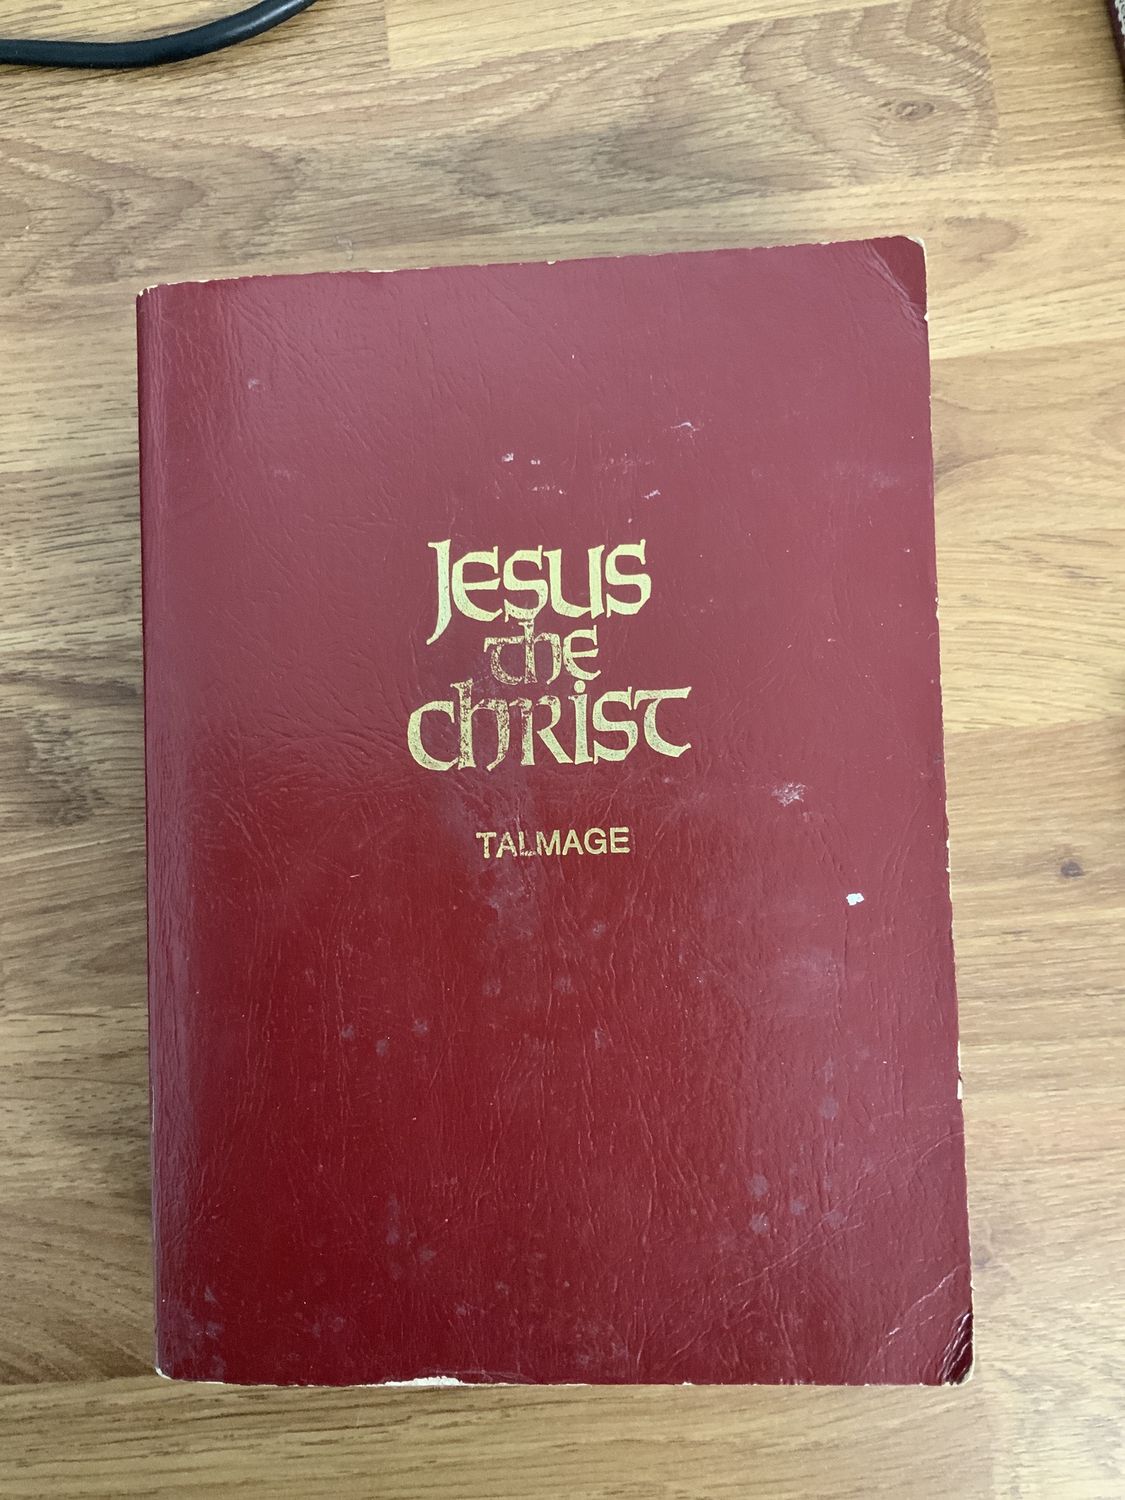 Jesus
the
Christ
TALMAGE